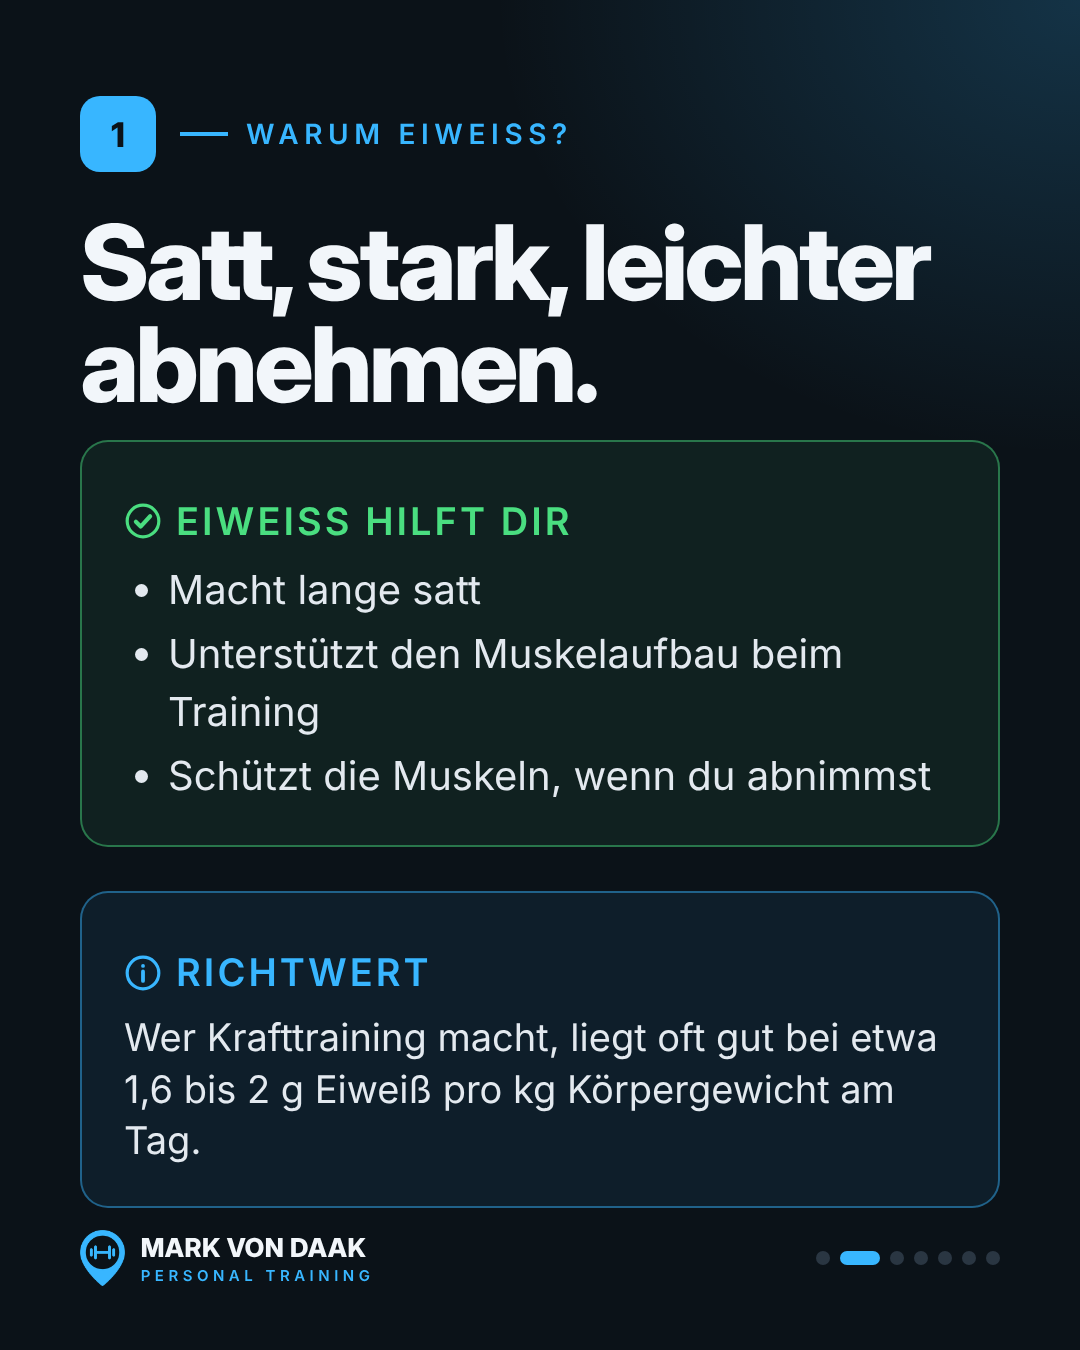 1
WARUM EIWEISS?
Satt, stark, leichter
abnehmen.
EIWEISS HILFT DIR
• Macht lange satt
• Unterstützt den Muskelaufbau beim
Training
• Schützt die Muskeln, wenn du abnimmst
RICHTWERT
Wer Krafttraining macht, liegt oft gut bei etwa
1,6 bis 2 g Eiweiß pro kg Körpergewicht am
Tag.
MARK VON DAAK
PERSONAL TRAINING